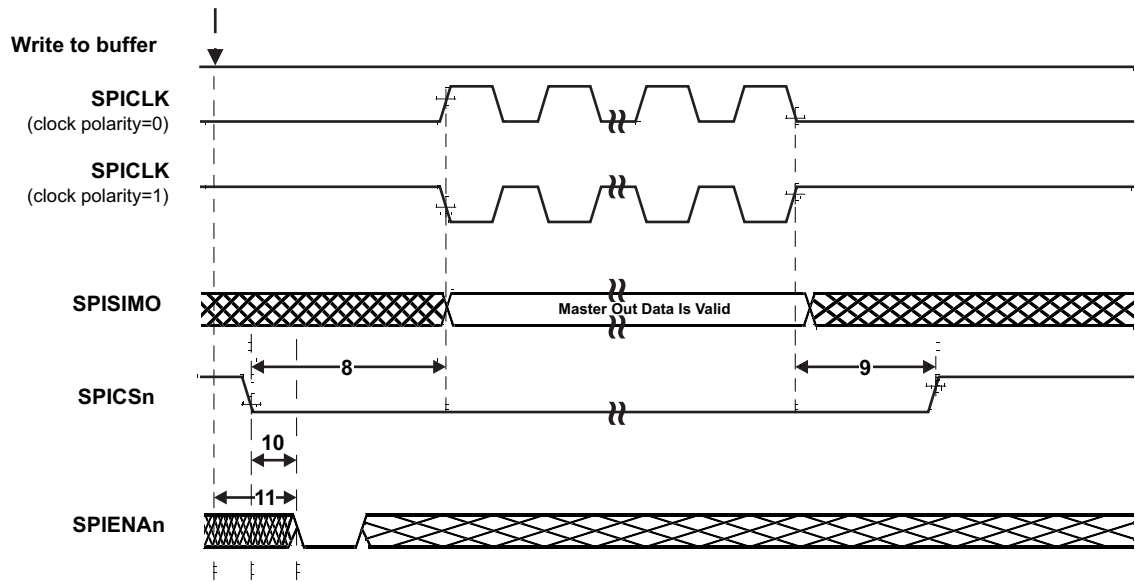 Write to buffer
SPICLK
(clock polarity=0)
SPICLK
(clock polarity=1)
SPISIMO
Master Out Data Is Valid
8
9
SPICSn
10
11
SPIENAn